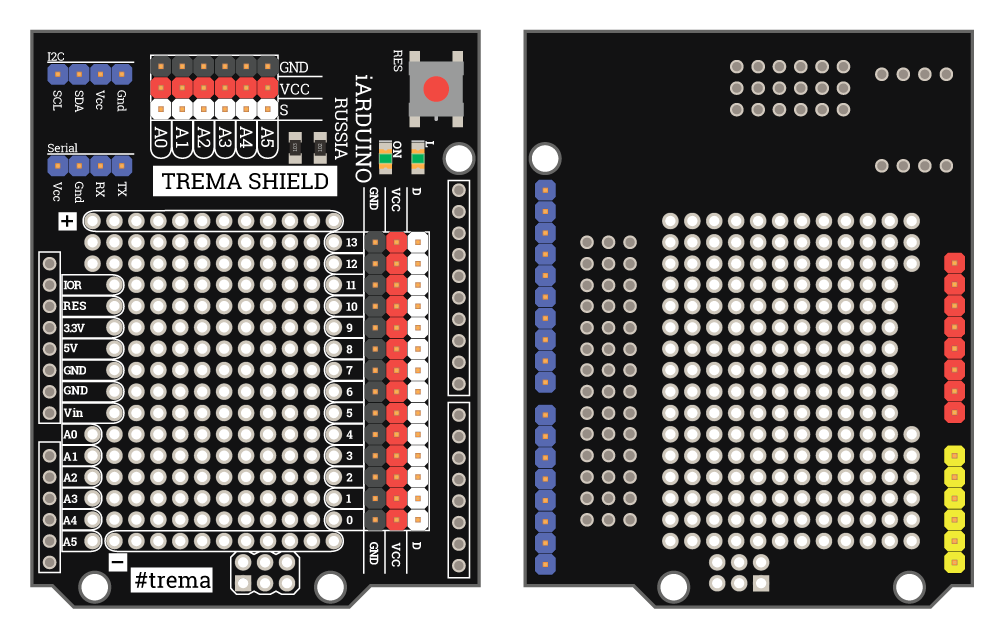 I2C
SCL
SDA
Vcc
Gnd
GND
VCC
S
A0
A1
A2
A3
A4
A5
iARDUINO
RUSSIA
RES
ON
L
Serial
Vcc
Gnd
RX
TX
TREMA SHIELD
GND
VCC
D
+
13
12
11
10
9
8
7
6
5
4
3
2
1
0
IOR
RES
3.3V
5V
GND
GND
Vin
A0
A1
A2
A3
A4
A5
−
#trema
GND
VCC
D